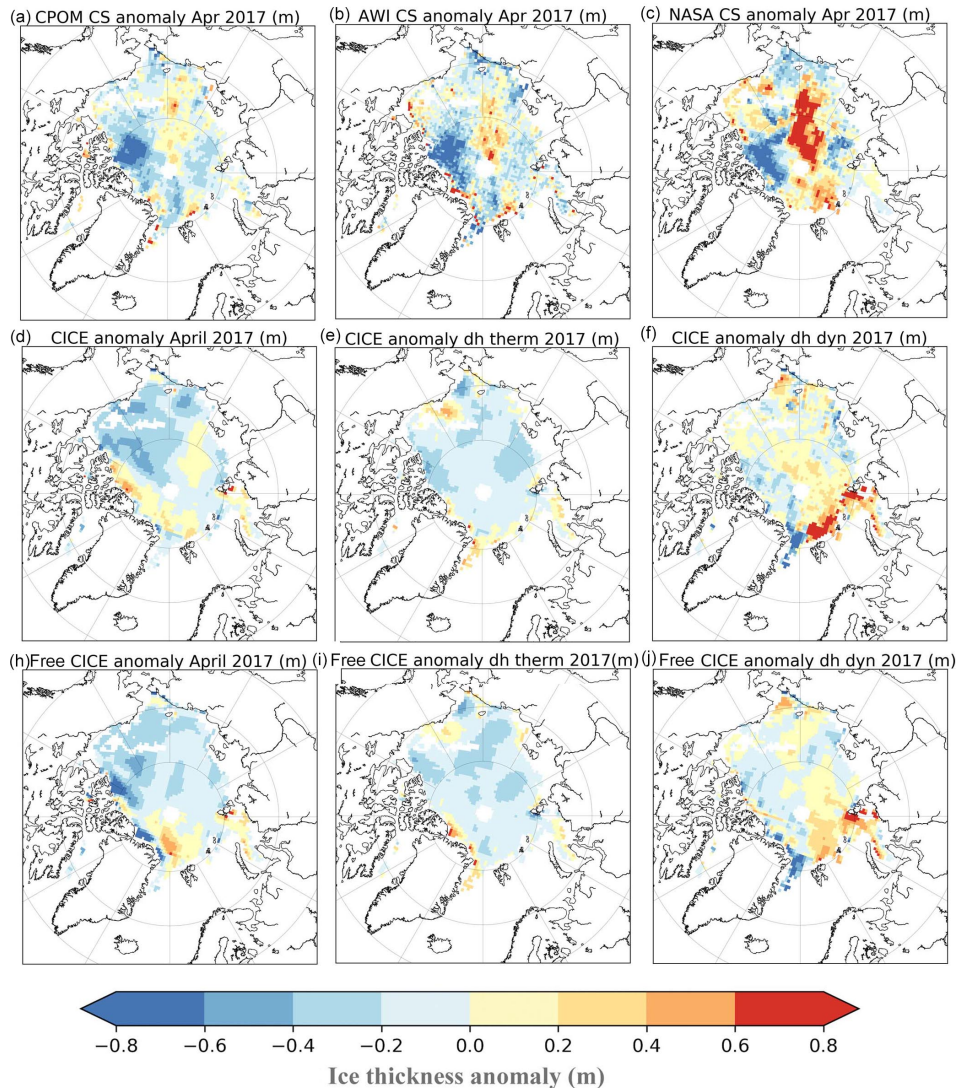 (a) CPOM CS anomaly Apr 2017 (m)
(b) AWI CS anomaly Apr 2017 (m)
(c) NASA CS anomaly Apr 2017 (m)
(d) CICE anomaly April 2017 (m)
(e) CICE anomaly dh therm 2017 (m)
(f) CICE anomaly dh dyn 2017 (m)
(h) Free CICE anomaly April 2017 (m)
(i) Free CICE anomaly dh therm 2017(m)
(j) Free CICE anomaly dh dyn 2017 (m)
−0.8 −0.6 −0.4 −0.2 0.0 0.2 0.4 0.6 0.8
Ice thickness anomaly (m)